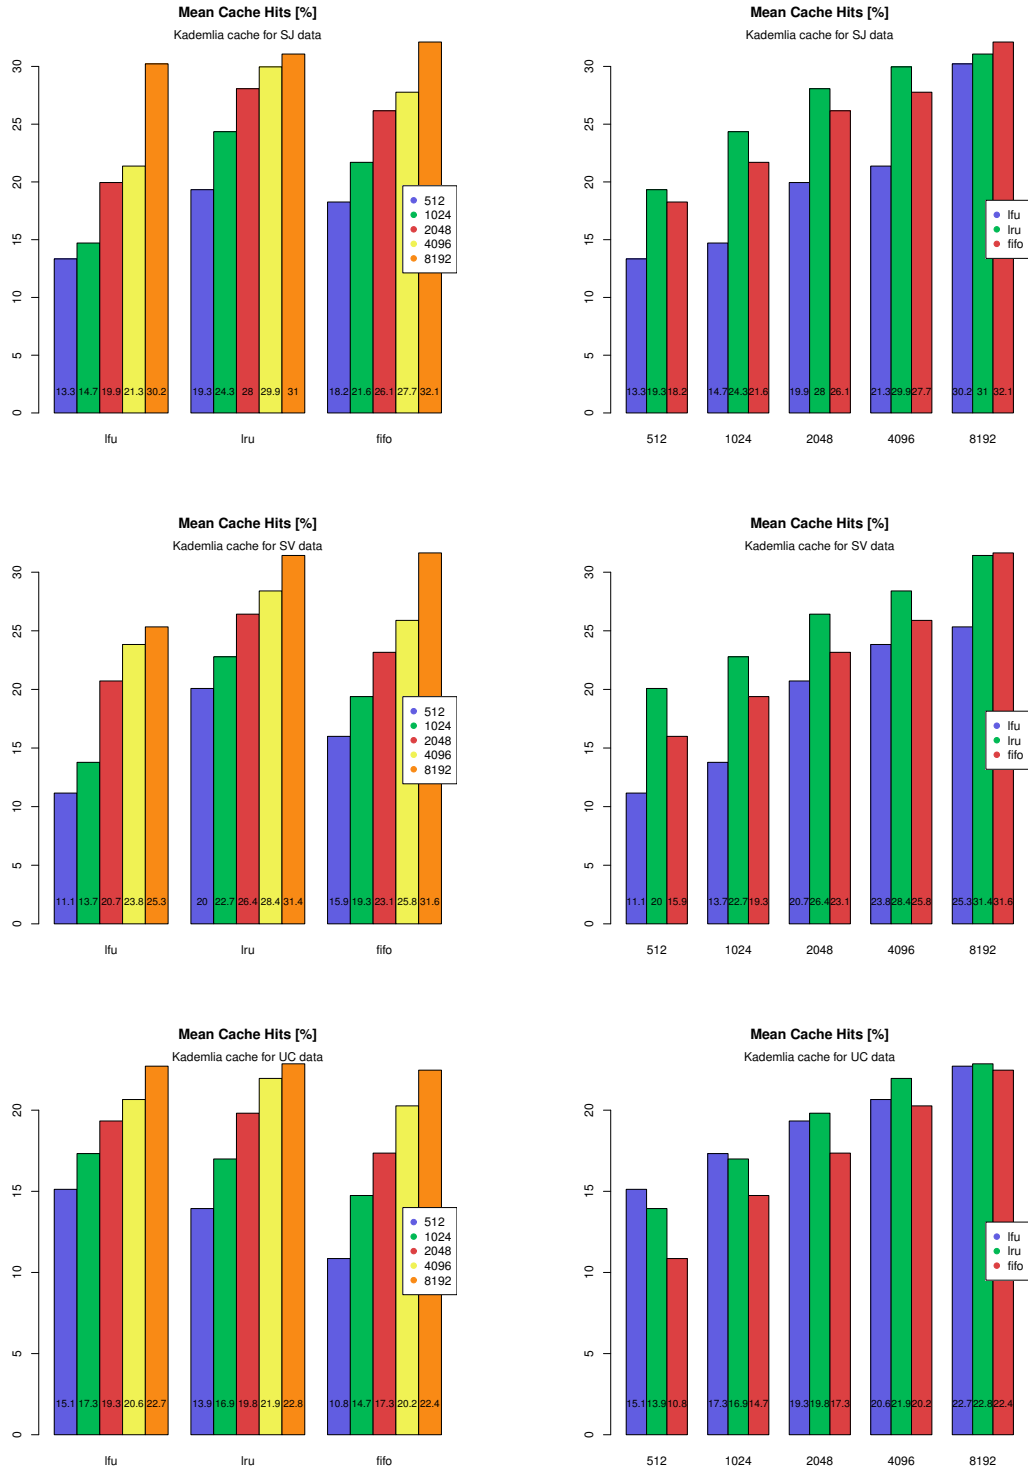 Mean Cache Hits [%]
Kademlia cache for SJ data
30
25
20
15
10
5
0
512
1024
2048
4096
8192
13.3 14.7 19.9 21.3 30.2 19.3 24.3 28 29.9 31 18.2 21.6 26.1 27.7 32.1
lfu lru fifo
Mean Cache Hits [%]
Kademlia cache for SJ data
30
25
20
15
10
5
0
lfu
lru
fifo
13.3 19.3 18.2 14.7 24.3 21.6 19.9 28 26.1 21.3 29.9 27.7 30.2 31 32.1
512 1024 2048 4096 8192
Mean Cache Hits [%]
Kademlia cache for SV data
30
25
20
15
10
5
0
512
1024
2048
4096
8192
11.1 13.7 20.7 23.8 25.3 20 22.7 26.4 28.4 31.4 15.9 19.3 23.1 25.8 31.6
lfu lru fifo
Mean Cache Hits [%]
Kademlia cache for SV data
30
25
20
15
10
5
0
lfu
lru
fifo
11.1 20 15.9 13.7 22.7 19.3 20.7 26.4 23.1 23.8 28.4 25.8 25.3 31.4 31.6
512 1024 2048 4096 8192
Mean Cache Hits [%]
Kademlia cache for UC data
20
15
10
5
0
512
1024
2048
4096
8192
15.1 17.3 19.3 20.6 22.7 13.9 16.9 19.8 21.9 22.8 10.8 14.7 17.3 20.2 22.4
lfu lru fifo
Mean Cache Hits [%]
Kademlia cache for UC data
20
15
10
5
0
lfu
lru
fifo
15.1 13.9 10.8 17.3 16.9 14.7 19.3 19.8 17.3 20.6 21.9 20.2 22.7 22.8 22.4
512 1024 2048 4096 8192